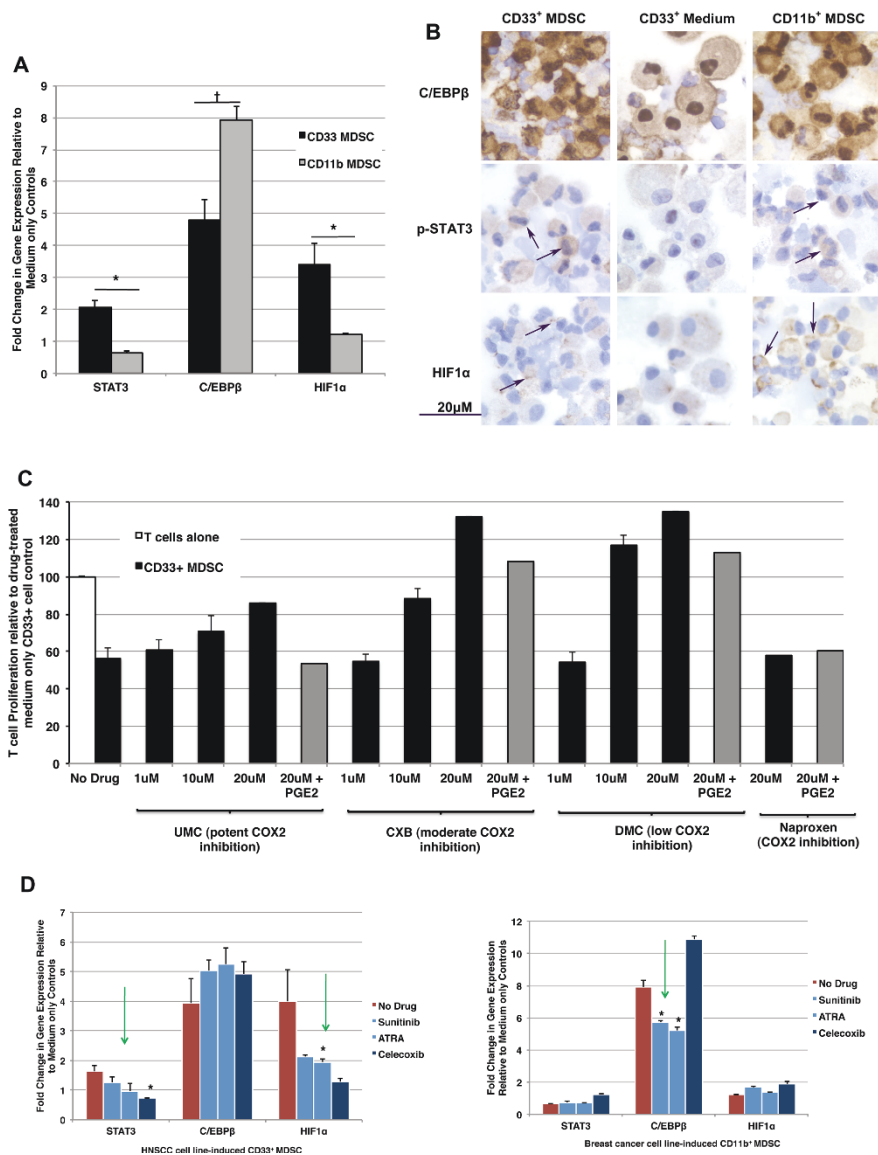 A
Fold Change in Gene Expression Relative to
Medium only Controls
9
8
7
6
5
4
3
2
1
0
†
*
*
CD33 MDSC
CD11b MDSC
STAT3
C/EBPβ
HIF1α
B
CD33⁺ MDSC
CD33⁺ Medium
CD11b⁺ MDSC
C/EBPβ
p-STAT3
HIF1α
20μM
C
T cell Proliferation relative to drug-treated
medium only CD33+ cell control
140
120
100
80
60
40
20
0
T cells alone
CD33+ MDSC
No Drug
1uM
10uM
20uM
20uM +
PGE2
1uM
10uM
20uM
20uM +
PGE2
1uM
10uM
20uM
20uM +
PGE2
20uM
20uM +
PGE2
UMC (potent COX2
inhibition)
CXB (moderate COX2
inhibition)
DMC (low COX2
inhibition)
Naproxen
(COX2 inhibition)
D
Fold Change in Gene Expression Relative
to Medium only Controls
7
6
5
4
3
2
1
0
*
*
No Drug
Sunitinib
ATRA
Celecoxib
STAT3
C/EBPβ
HIF1α
HNSCC cell line-induced CD33⁺ MDSC
Fold Change in Gene Expression
Relative to Medium only Controls
12
10
8
6
4
2
0
*
*
No Drug
Sunitinib
ATRA
Celecoxib
STAT3
C/EBPβ
HIF1α
Breast cancer cell line-induced CD11b⁺ MDSC